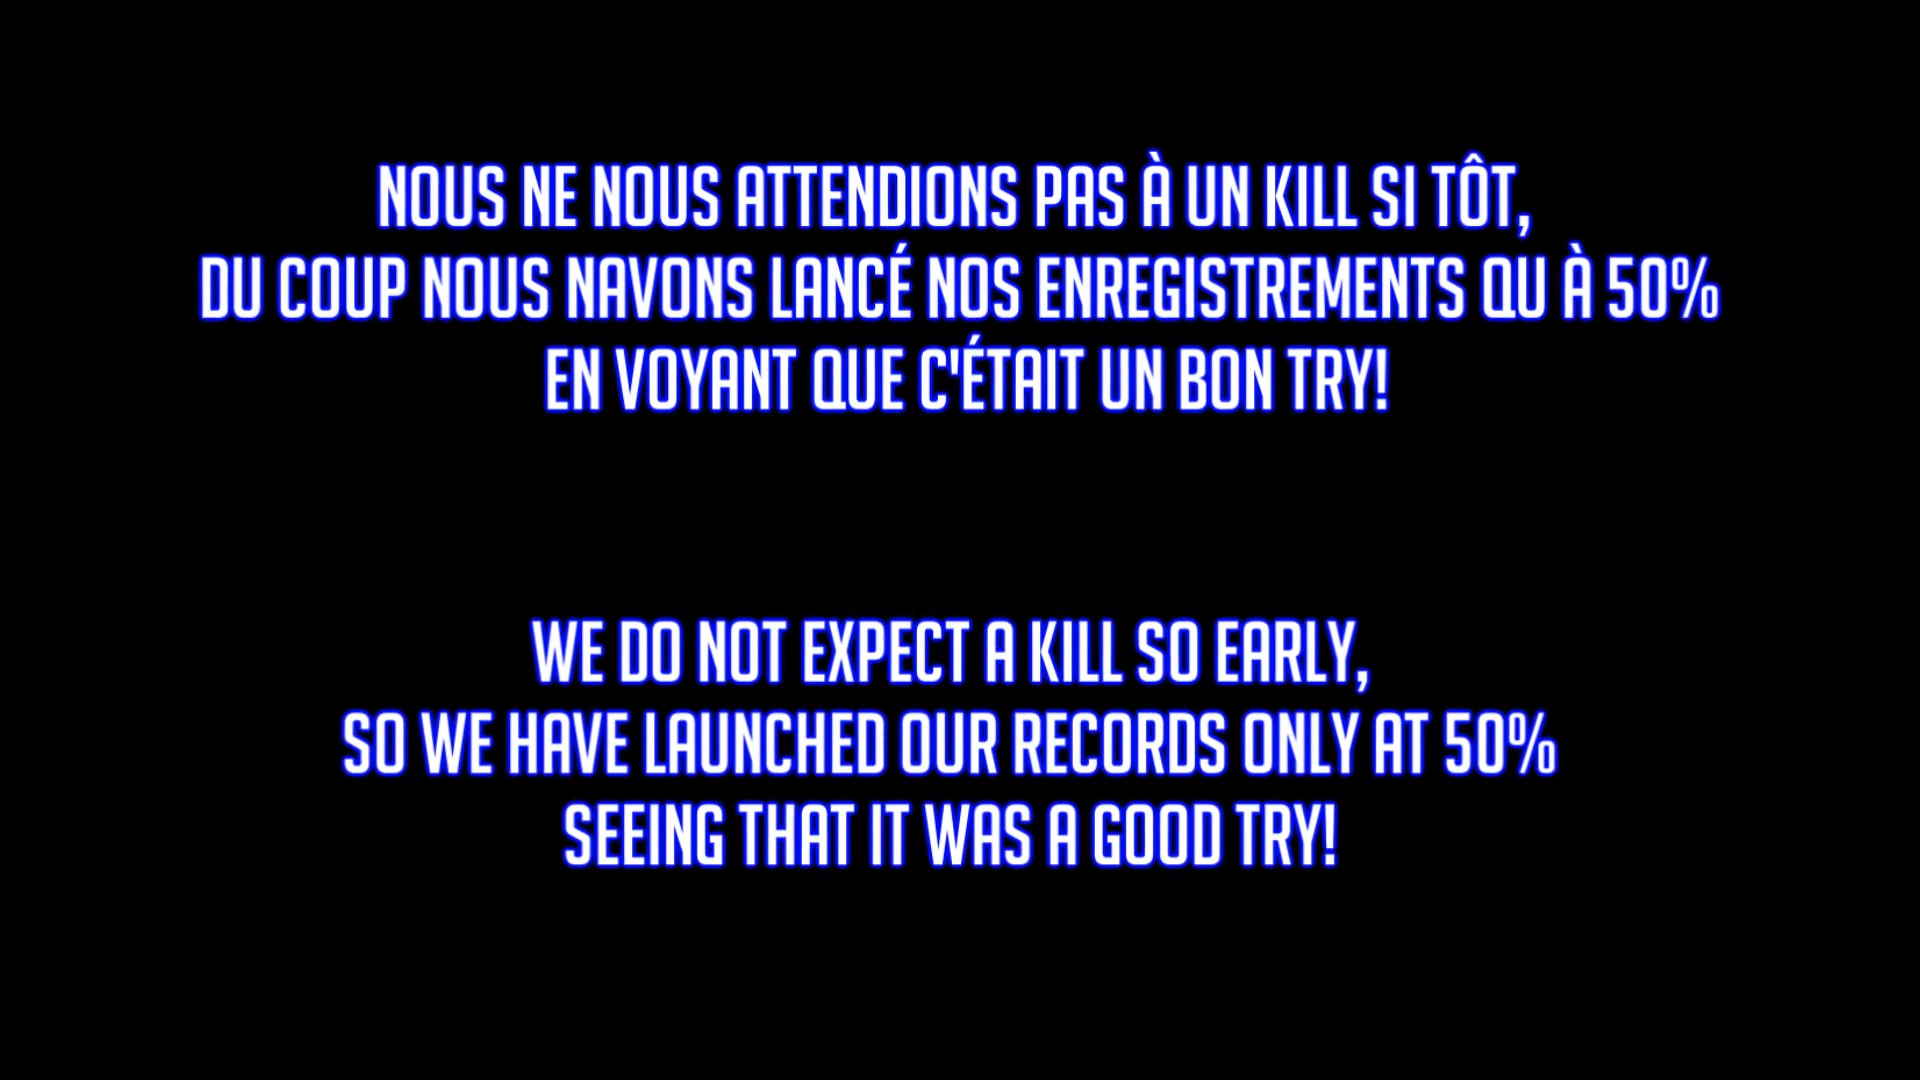 NOUS NE NOUS ATTENDIONS PAS À UN KILL SI TÔT,
DU COUP NOUS NAVONS LANCÉ NOS ENREGISTREMENTS QU À 50%
EN VOYANT QUE C'ÉTAIT UN BON TRY!
WE DO NOT EXPECT A KILL SO EARLY,
SO WE HAVE LAUNCHED OUR RECORDS ONLY AT 50%
SEEING THAT IT WAS A GOOD TRY!